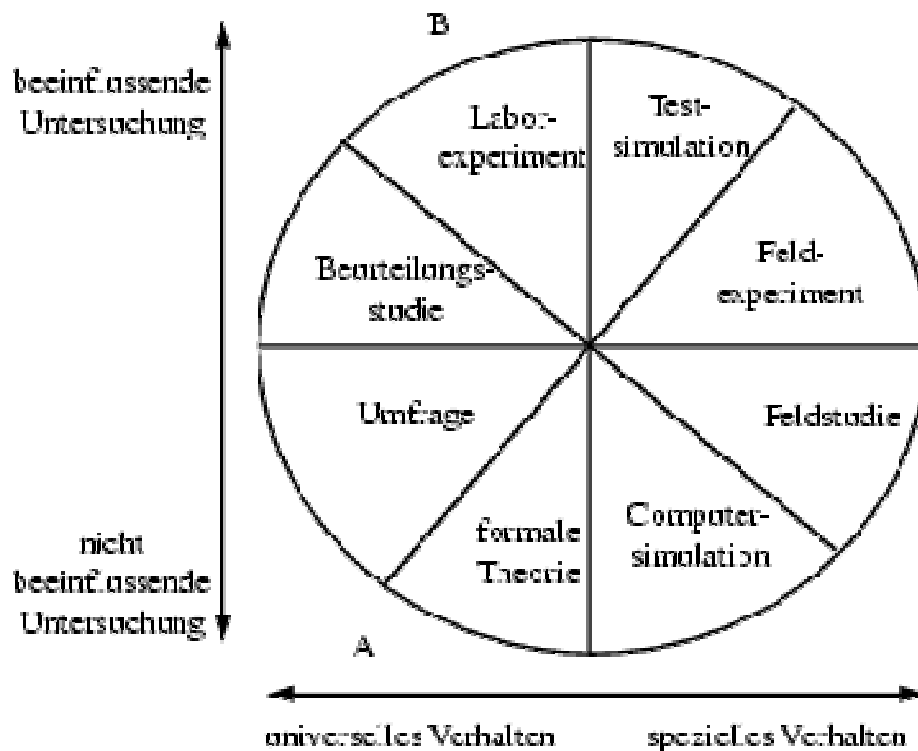 B
beeinflussende
Untersuchung
Labor-
experiment
Test-
simulation
Beurteilungs-
studie
Feld-
experiment
Umfrage
Feldstudie
nicht
beeinflussende
Untersuchung
formale
Theorie
Computer-
simulation
A
universelles Verhalten
spezielles Verhalten